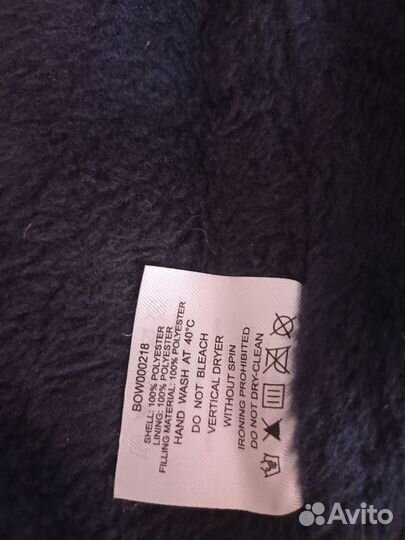 BOW000218
SHELL: 100% POLYESTER
LINING: 100% POLYESTER
FILLING MATERIAL: 100% POLYESTER
HAND WASH AT 40°C
DO NOT BLEACH
VERTICAL DRYER
WITHOUT SPIN
IRONING PROHIBITED
DO NOT DRY-CLEAN
Avito